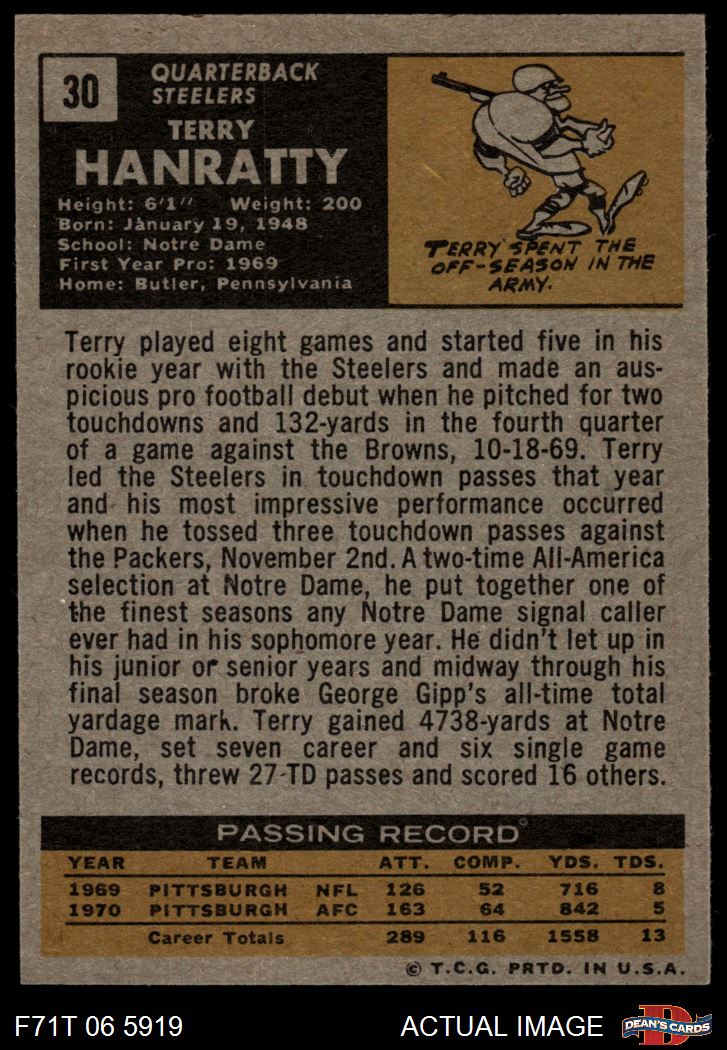 30
QUARTERBACK
STEELERS
TERRY
HANRATTY
Height: 6'1" Weight: 200
Born: January 19, 1948
School: Notre Dame
First Year Pro: 1969
Home: Butler, Pennsylvania
TERRY SPENT THE
OFF-SEASON IN THE
ARMY.
Terry played eight games and started five in his
rookie year with the Steelers and made an aus-
picious pro football debut when he pitched for two
touchdowns and 132-yards in the fourth quarter
of a game against the Browns, 10-18-69. Terry
led the Steelers in touchdown passes that year
and his most impressive performance occurred
when he tossed three touchdown passes against
the Packers, November 2nd. A two-time All-America
selection at Notre Dame, he put together one of
the finest seasons any Notre Dame signal caller
ever had in his sophomore year. He didn't let up in
his junior or senior years and midway through his
final season broke George Gipp's all-time total
yardage mark. Terry gained 4738-yards at Notre
Dame, set seven career and six single game
records, threw 27 TD passes and scored 16 others.
PASSING RECORD
YEAR TEAM ATT. COMP. YDS. TDS.
1969 PITTSBURGH NFL 126 52 716 8
1970 PITTSBURGH AFC 163 64 842 5
Career Totals 289 116 1558 13
© T.C.G. PRTD. IN U.S.A.
F71T 06 5919 ACTUAL IMAGE D DEAN'S CARDS